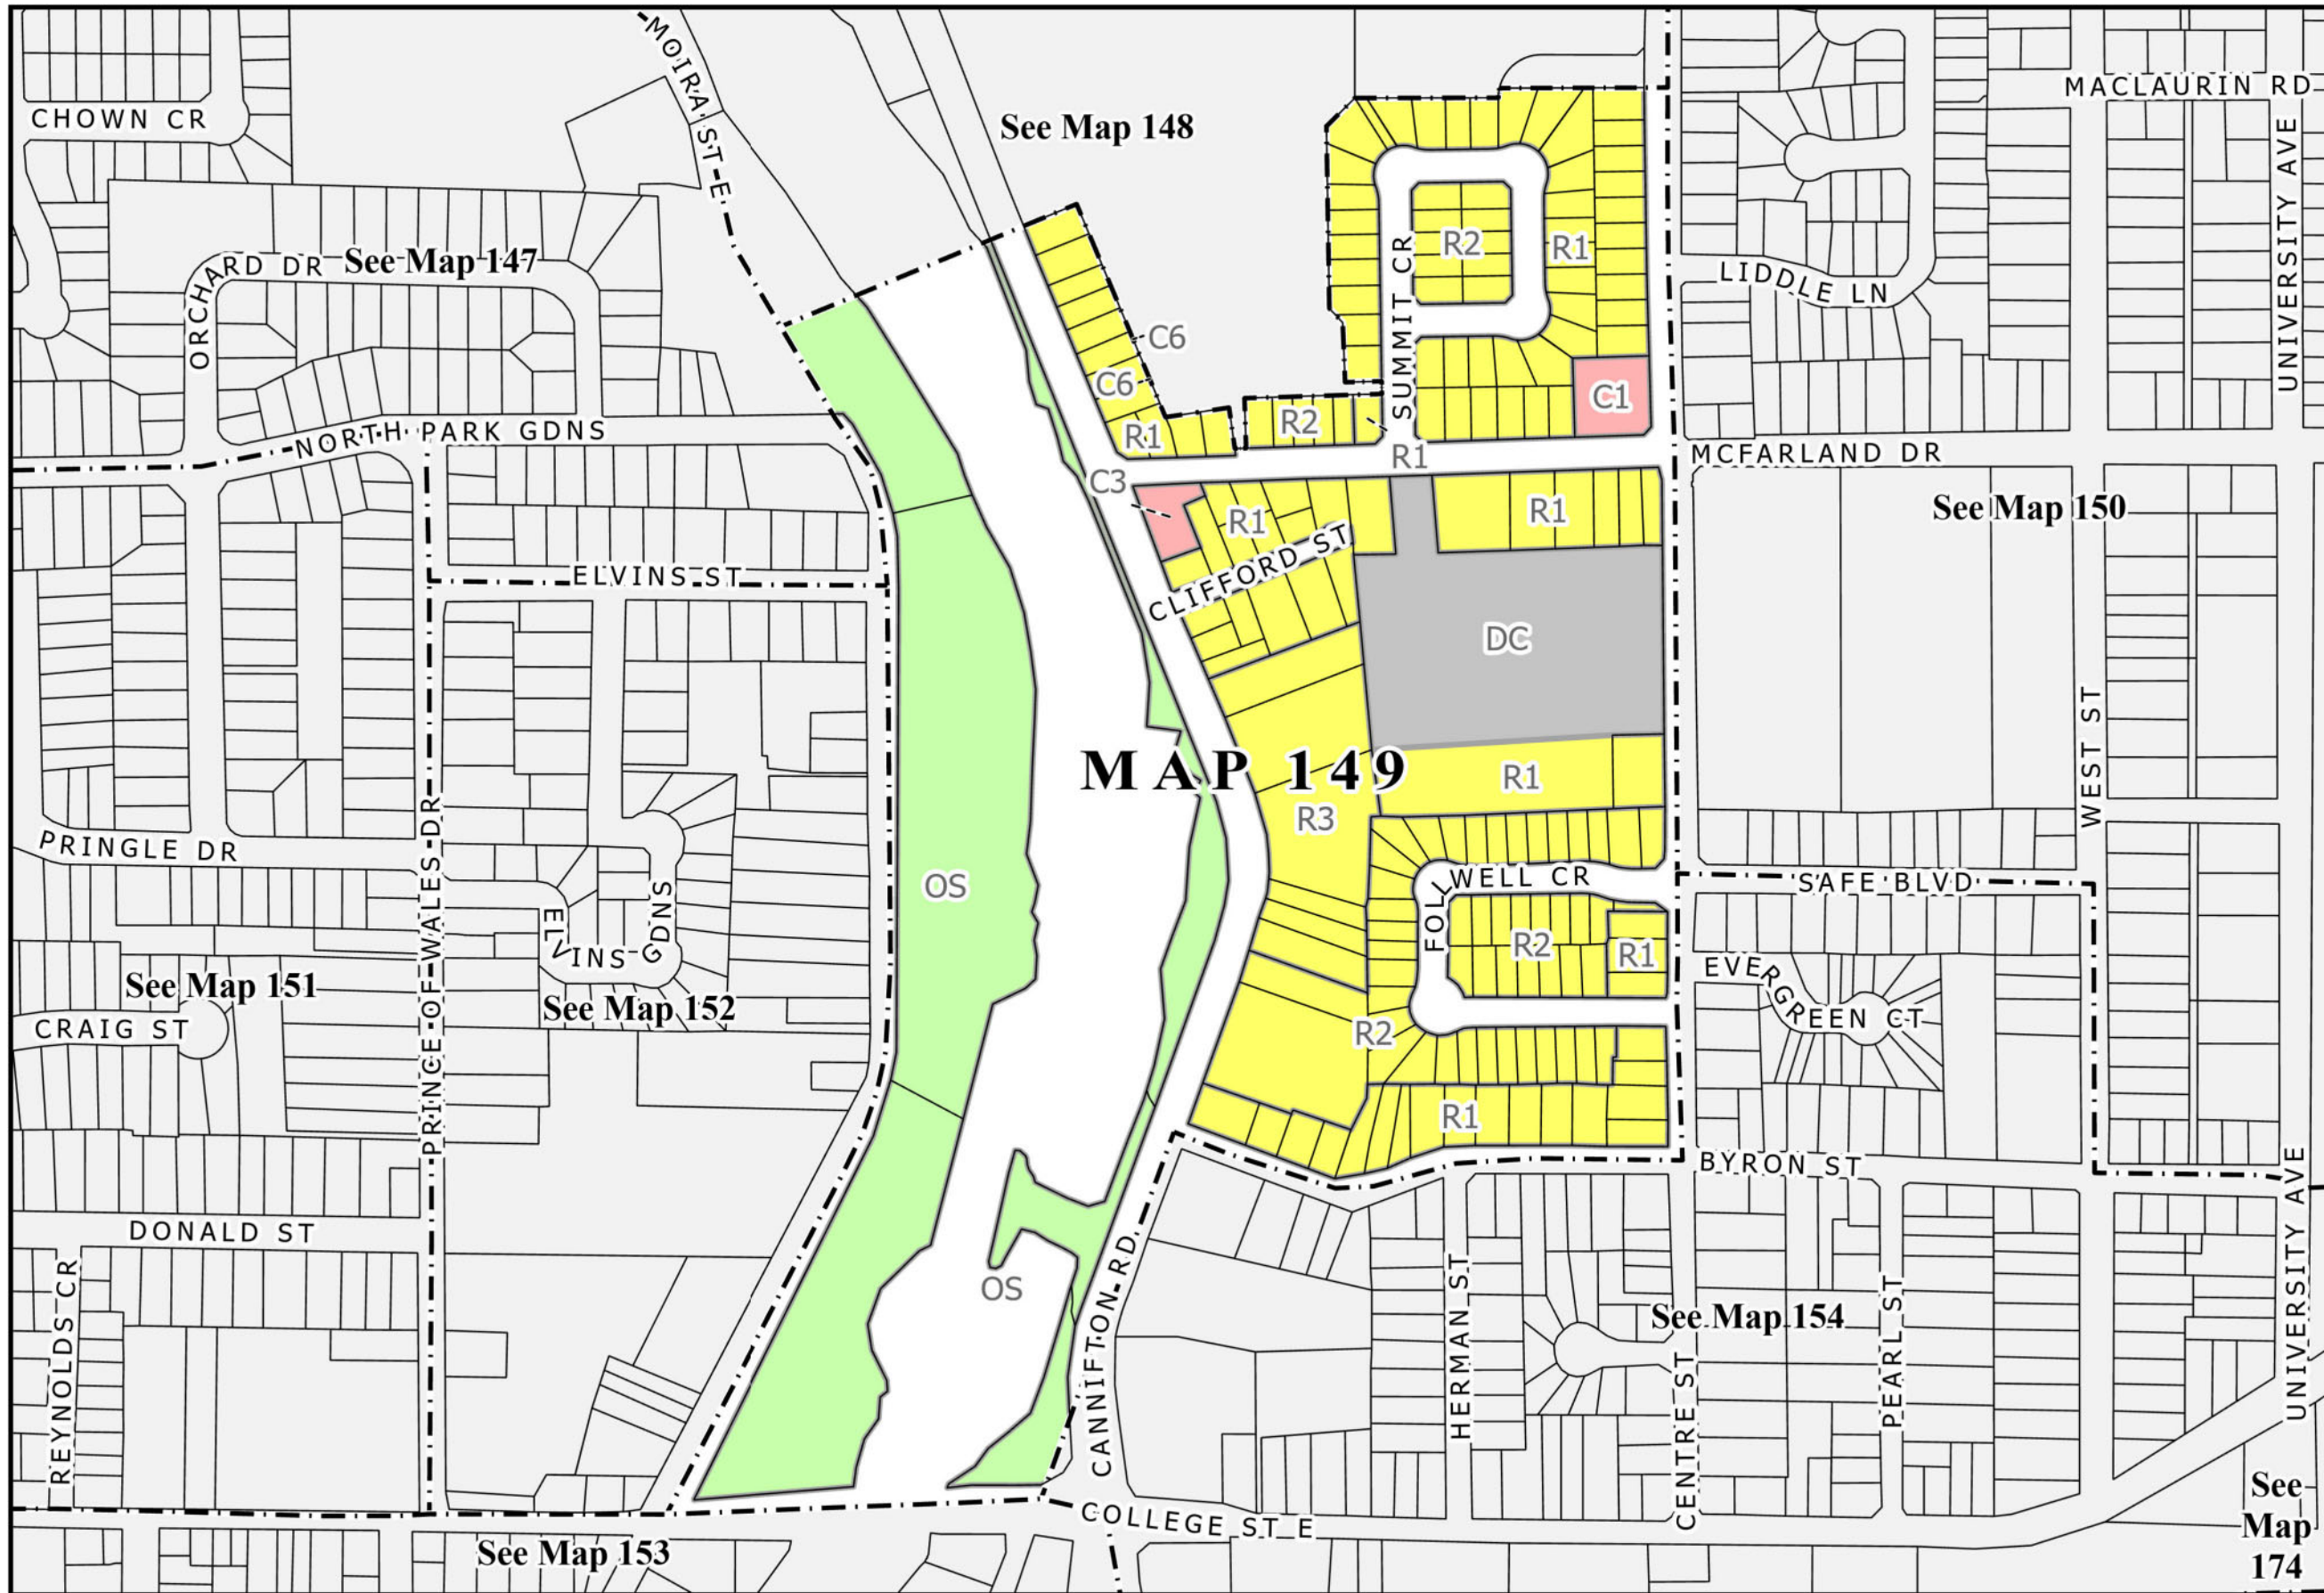 MACLAURIN RD
CHOWN CR
MOIRA ST E
See Map 148
UNIVERSITY AVE
R2
R1
SUMMIT CR
ORCHARD DR
See Map 147
LIDDLE LN
C6
C6
C1
R2
R1
NORTH PARK GDNS
R1
MCFARLAND DR
C3
R1
R1
See Map 150
CLIFFORD ST
ELVINS ST
DC
WEST ST
MAP 149
R1
R3
PRINGLE DR
PRINCE OF WALES DR
OS
FOLLWELL CR
SAFE BLVD
ELVINS GDNS
R2
R1
EVERGREEN CT
See Map 151
See Map 152
CRAIG ST
R2
R1
BYRON ST
DONALD ST
OS
CANNIFTON RD
HERMAN ST
See Map 154
PEARL ST
UNIVERSITY AVE
REYNOLDS CR
CENTRE ST
See
Map
174
COLLEGE ST E
See Map 153